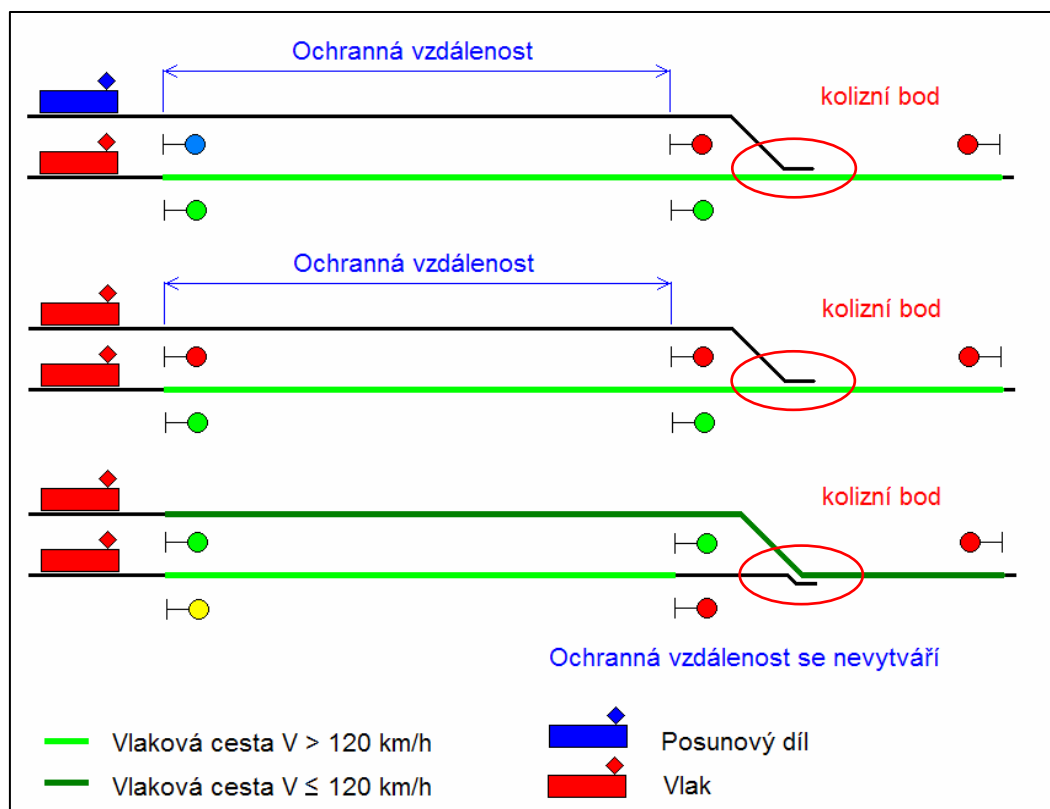 Ochranná vzdálenost
kolizní bod
Ochranná vzdálenost
kolizní bod
kolizní bod
Ochranná vzdálenost se nevytváří
Vlaková cesta V > 120 km/h
Posunový díl
Vlaková cesta V ≤ 120 km/h
Vlak